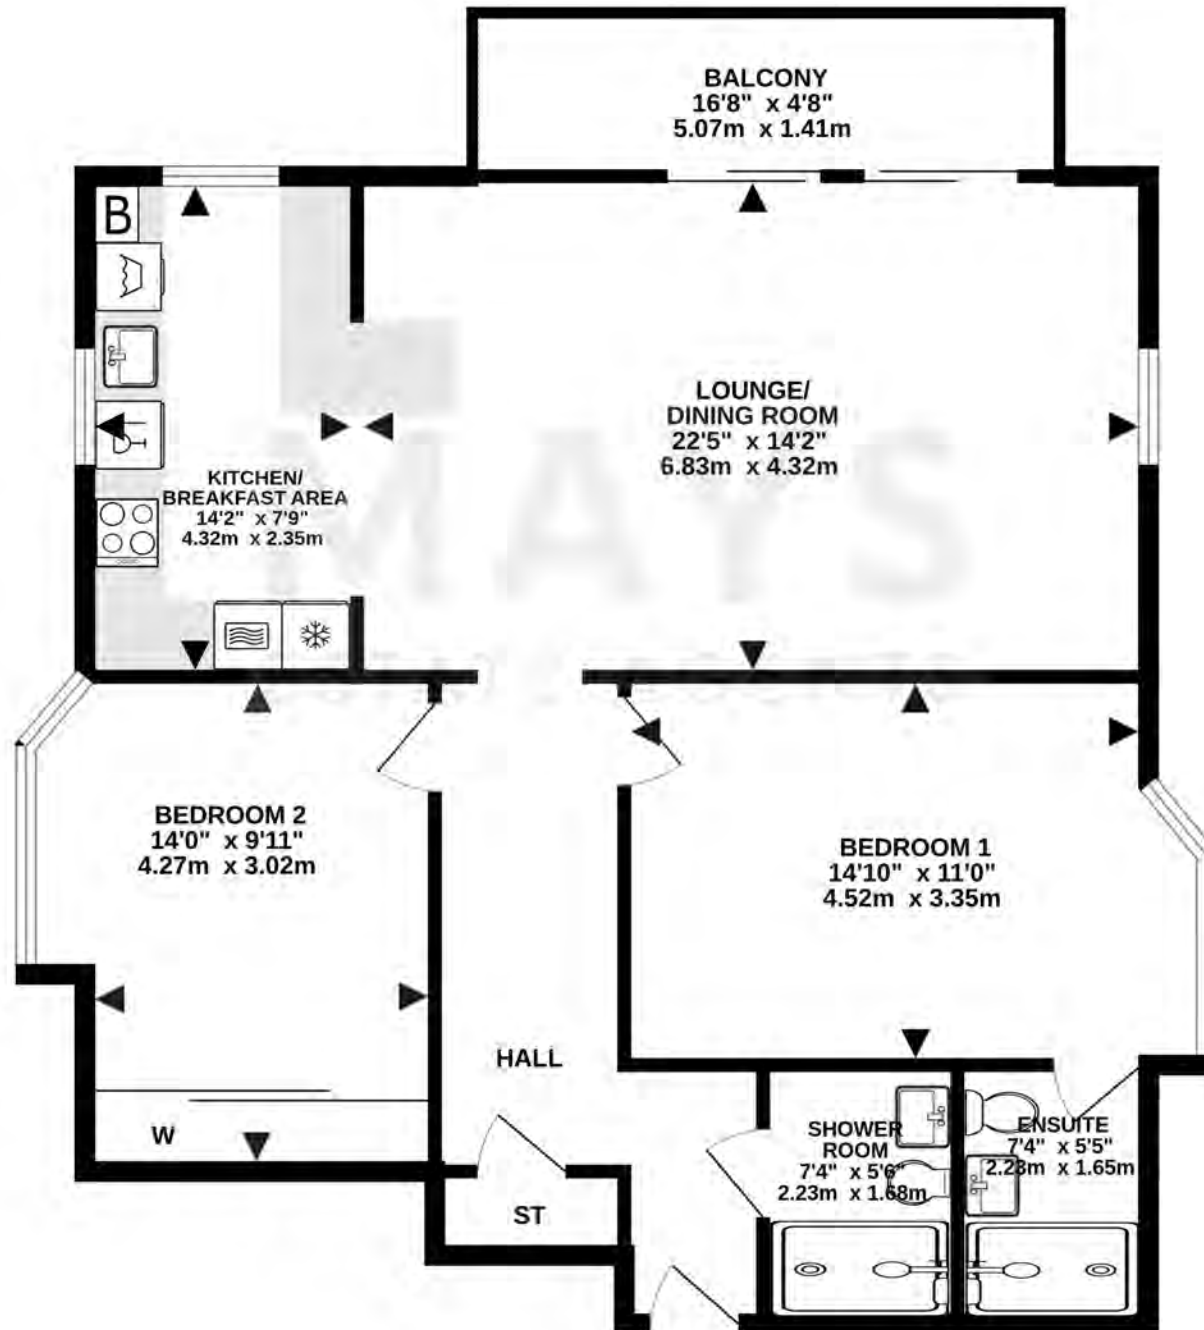 BALCONY
16'8" x 4'8"
5.07m x 1.41m
B
LOUNGE/
DINING ROOM
22'5" x 14'2"
6.83m x 4.32m
KITCHEN/
BREAKFAST AREA
14'2" x 7'9"
4.32m x 2.35m
MAYS
ESTATE AGENTS
BEDROOM 2
14'0" x 9'11"
4.27m x 3.02m
BEDROOM 1
14'10" x 11'0"
4.52m x 3.35m
HALL
W
SHOWER
ROOM
7'4" x 5'6"
2.23m x 1.68m
ENSUITE
7'4" x 5'5"
2.23m x 1.65m
ST